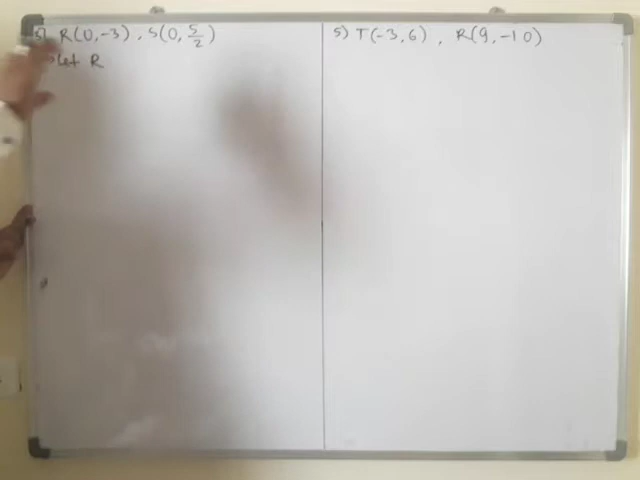 R(0,-3), S(0, 5/2)
let R
5) T(-3,6), R(9,-10)